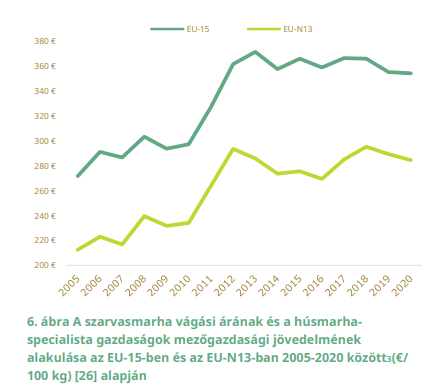 EU-15 EU-N13
380 €
360 €
340 €
320 €
300 €
280 €
260 €
240 €
220 €
200 €
2005 2006 2007 2008 2009 2010 2011 2012 2013 2014 2015 2016 2017 2018 2019 2020
6. ábra A szarvasmarha vágási árának és a húsmarha-
specialista gazdaságok mezőgazdasági jövedelmének
alakulása az EU-15-ben és az EU-N13-ban 2005-2020 között3(€/
100 kg) [26] alapján